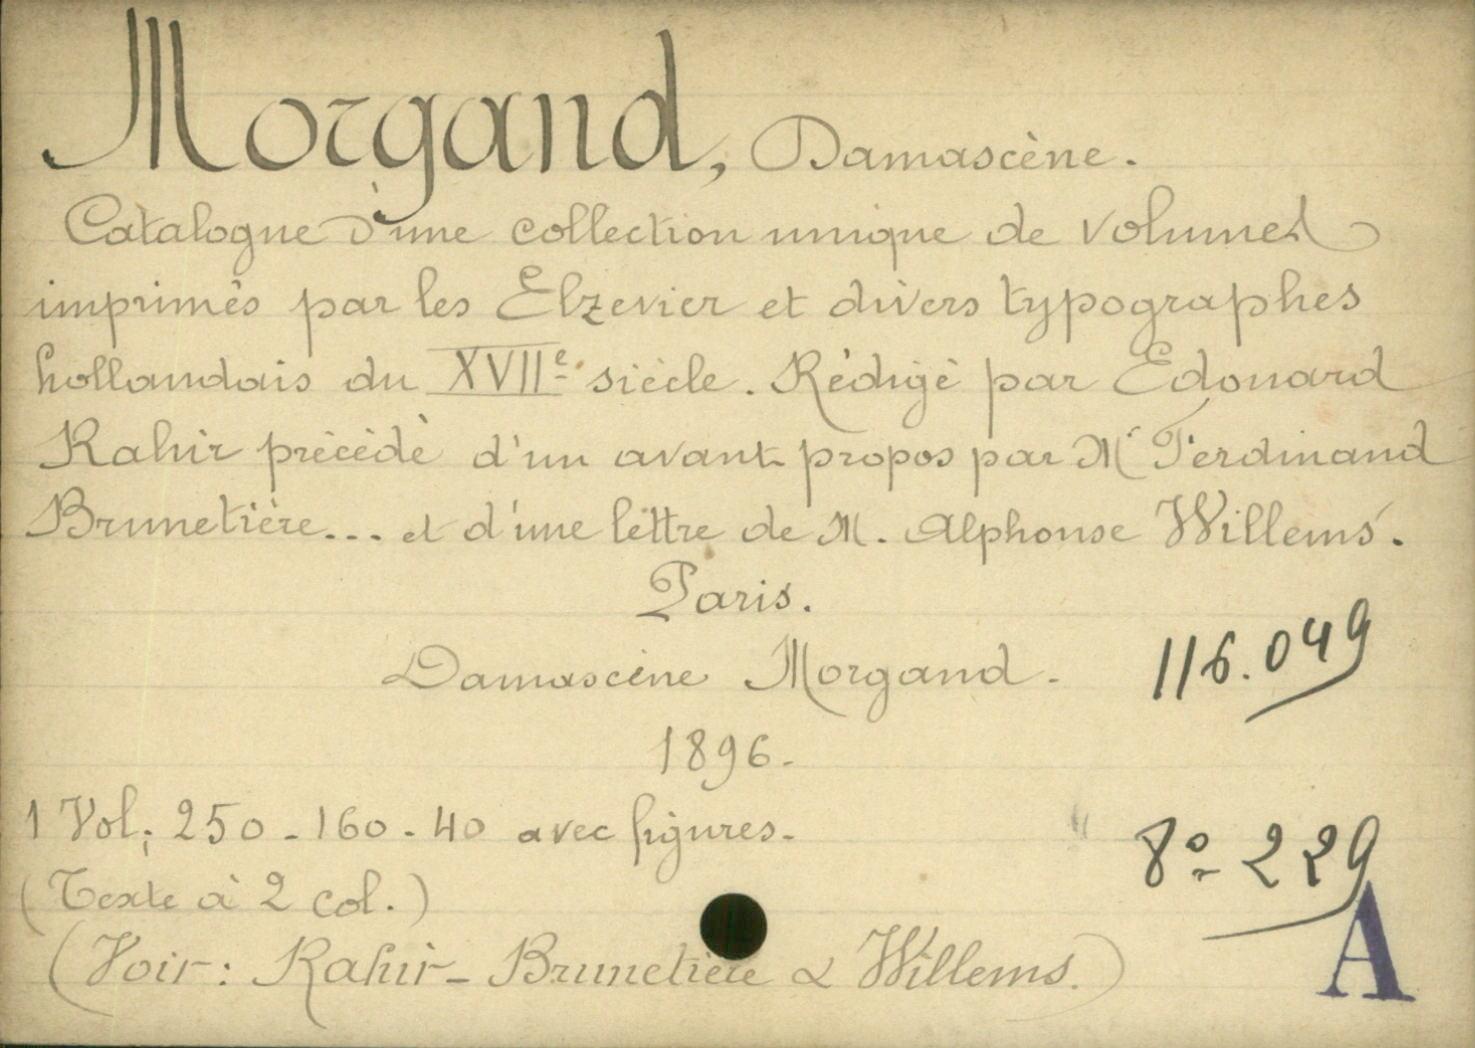 Morgand, Damascène.
Catalogue d'une collection unique de volumes
imprimés par les Elzevier et divers typographes
hollandais du XVIIe siècle. Rédigé par Edouard
Rahir précédé d'un avant propos par Mr Ferdinand
Brunetière... et d'une lettre de M. Alphonse Willems.
Paris.
Damascène Morgand.
116.049
1896.
1 Vol; 250-160-40 avec figures.
8°- 229
(Texte à 2 col.)
A
(Voir: Rahir- Brunetière & Willems.)